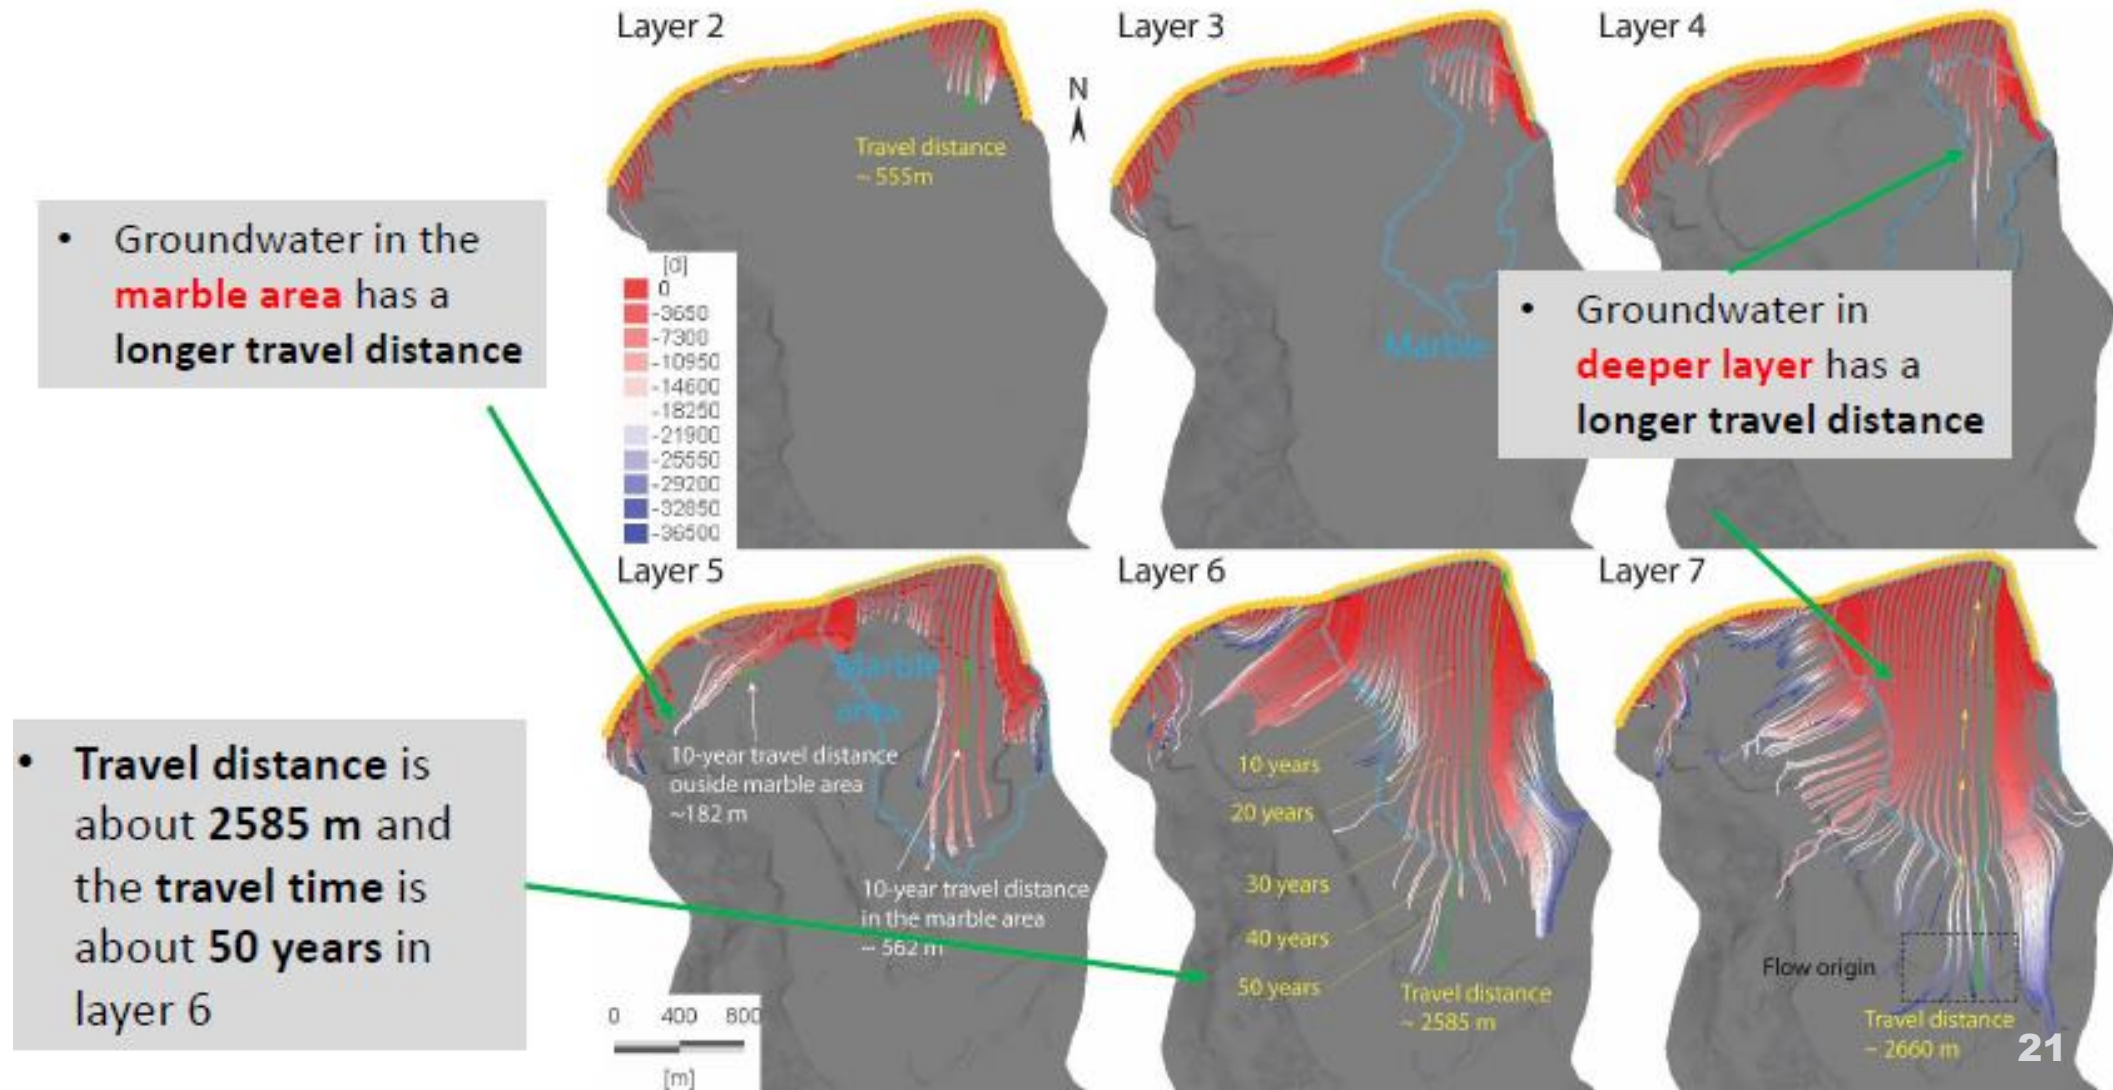 Layer 2
Layer 3
Layer 4
N
Travel distance
~ 555m
• Groundwater in the
marble area has a
longer travel distance
[d]
0
-3650
-7300
-10950
-14600
-18250
-21900
-25550
-29200
-32850
-36500
Marble
• Groundwater in
deeper layer has a
longer travel distance
Layer 5
Layer 6
Layer 7
Marble
area
10-year travel distance
ouside marble area
~182 m
10-year travel distance
in the marble area
~ 562 m
10 years
20 years
30 years
40 years
50 years
Travel distance
~ 2585 m
Flow origin
Travel distance
~ 2660 m
• Travel distance is
about 2585 m and
the travel time is
about 50 years in
layer 6
0 400 800
[m]
21